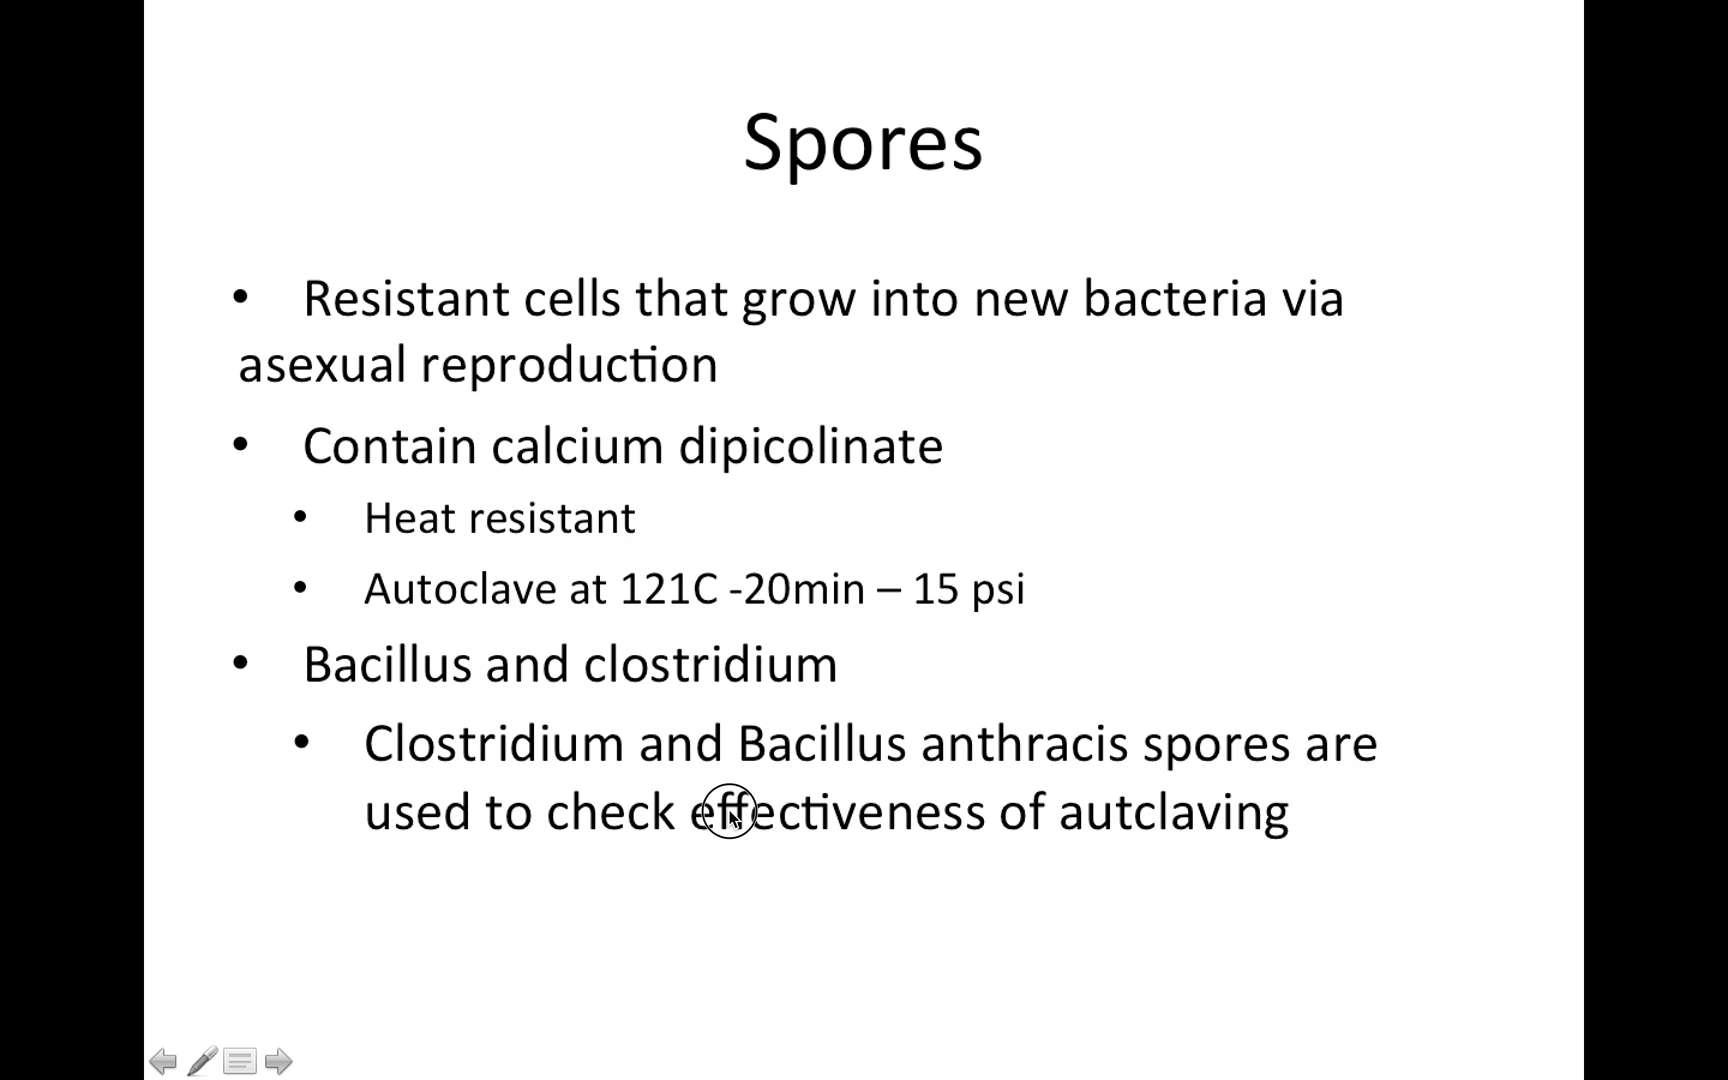 Spores
• Resistant cells that grow into new bacteria via
asexual reproduction
• Contain calcium dipicolinate
• Heat resistant
• Autoclave at 121C -20min – 15 psi
• Bacillus and clostridium
• Clostridium and Bacillus anthracis spores are
used to check effectiveness of autclaving